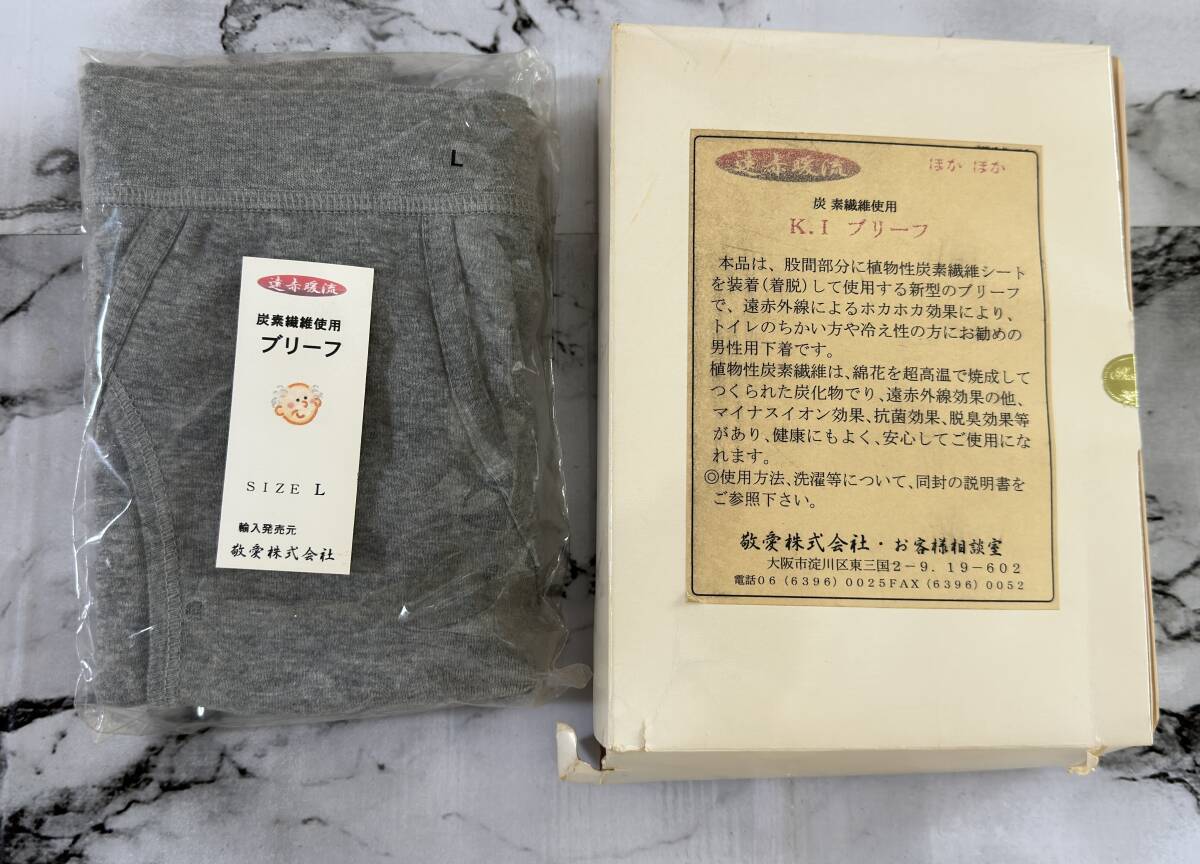 L
遠赤暖流
炭素繊維使用
ブリーフ
SIZE L
輸入発売元
敬愛株式会社
遠赤暖流 ほか ほか
炭 素繊維使用
K.I ブリーフ
本品は、股間部分に植物性炭素繊維シート
を装着(着脱)して使用する新型のブリーフ
で、遠赤外線によるホカホカ効果により、
トイレのちかい方や冷え性の方にお勧めの
男性用下着です。
植物性炭素繊維は、綿花を超高温で焼成して
つくられた炭化物でり、遠赤外線効果の他、
マイナスイオン効果、抗菌効果、脱臭効果等
があり、健康にもよく、安心してご使用にな
れます。
◎使用方法、洗濯等について、同封の説明書を
ご参照下さい。
敬愛株式会社・お客様相談室
大阪市淀川区東三国2－9．19－602
電話06（6396）0025FAX（6396）0052